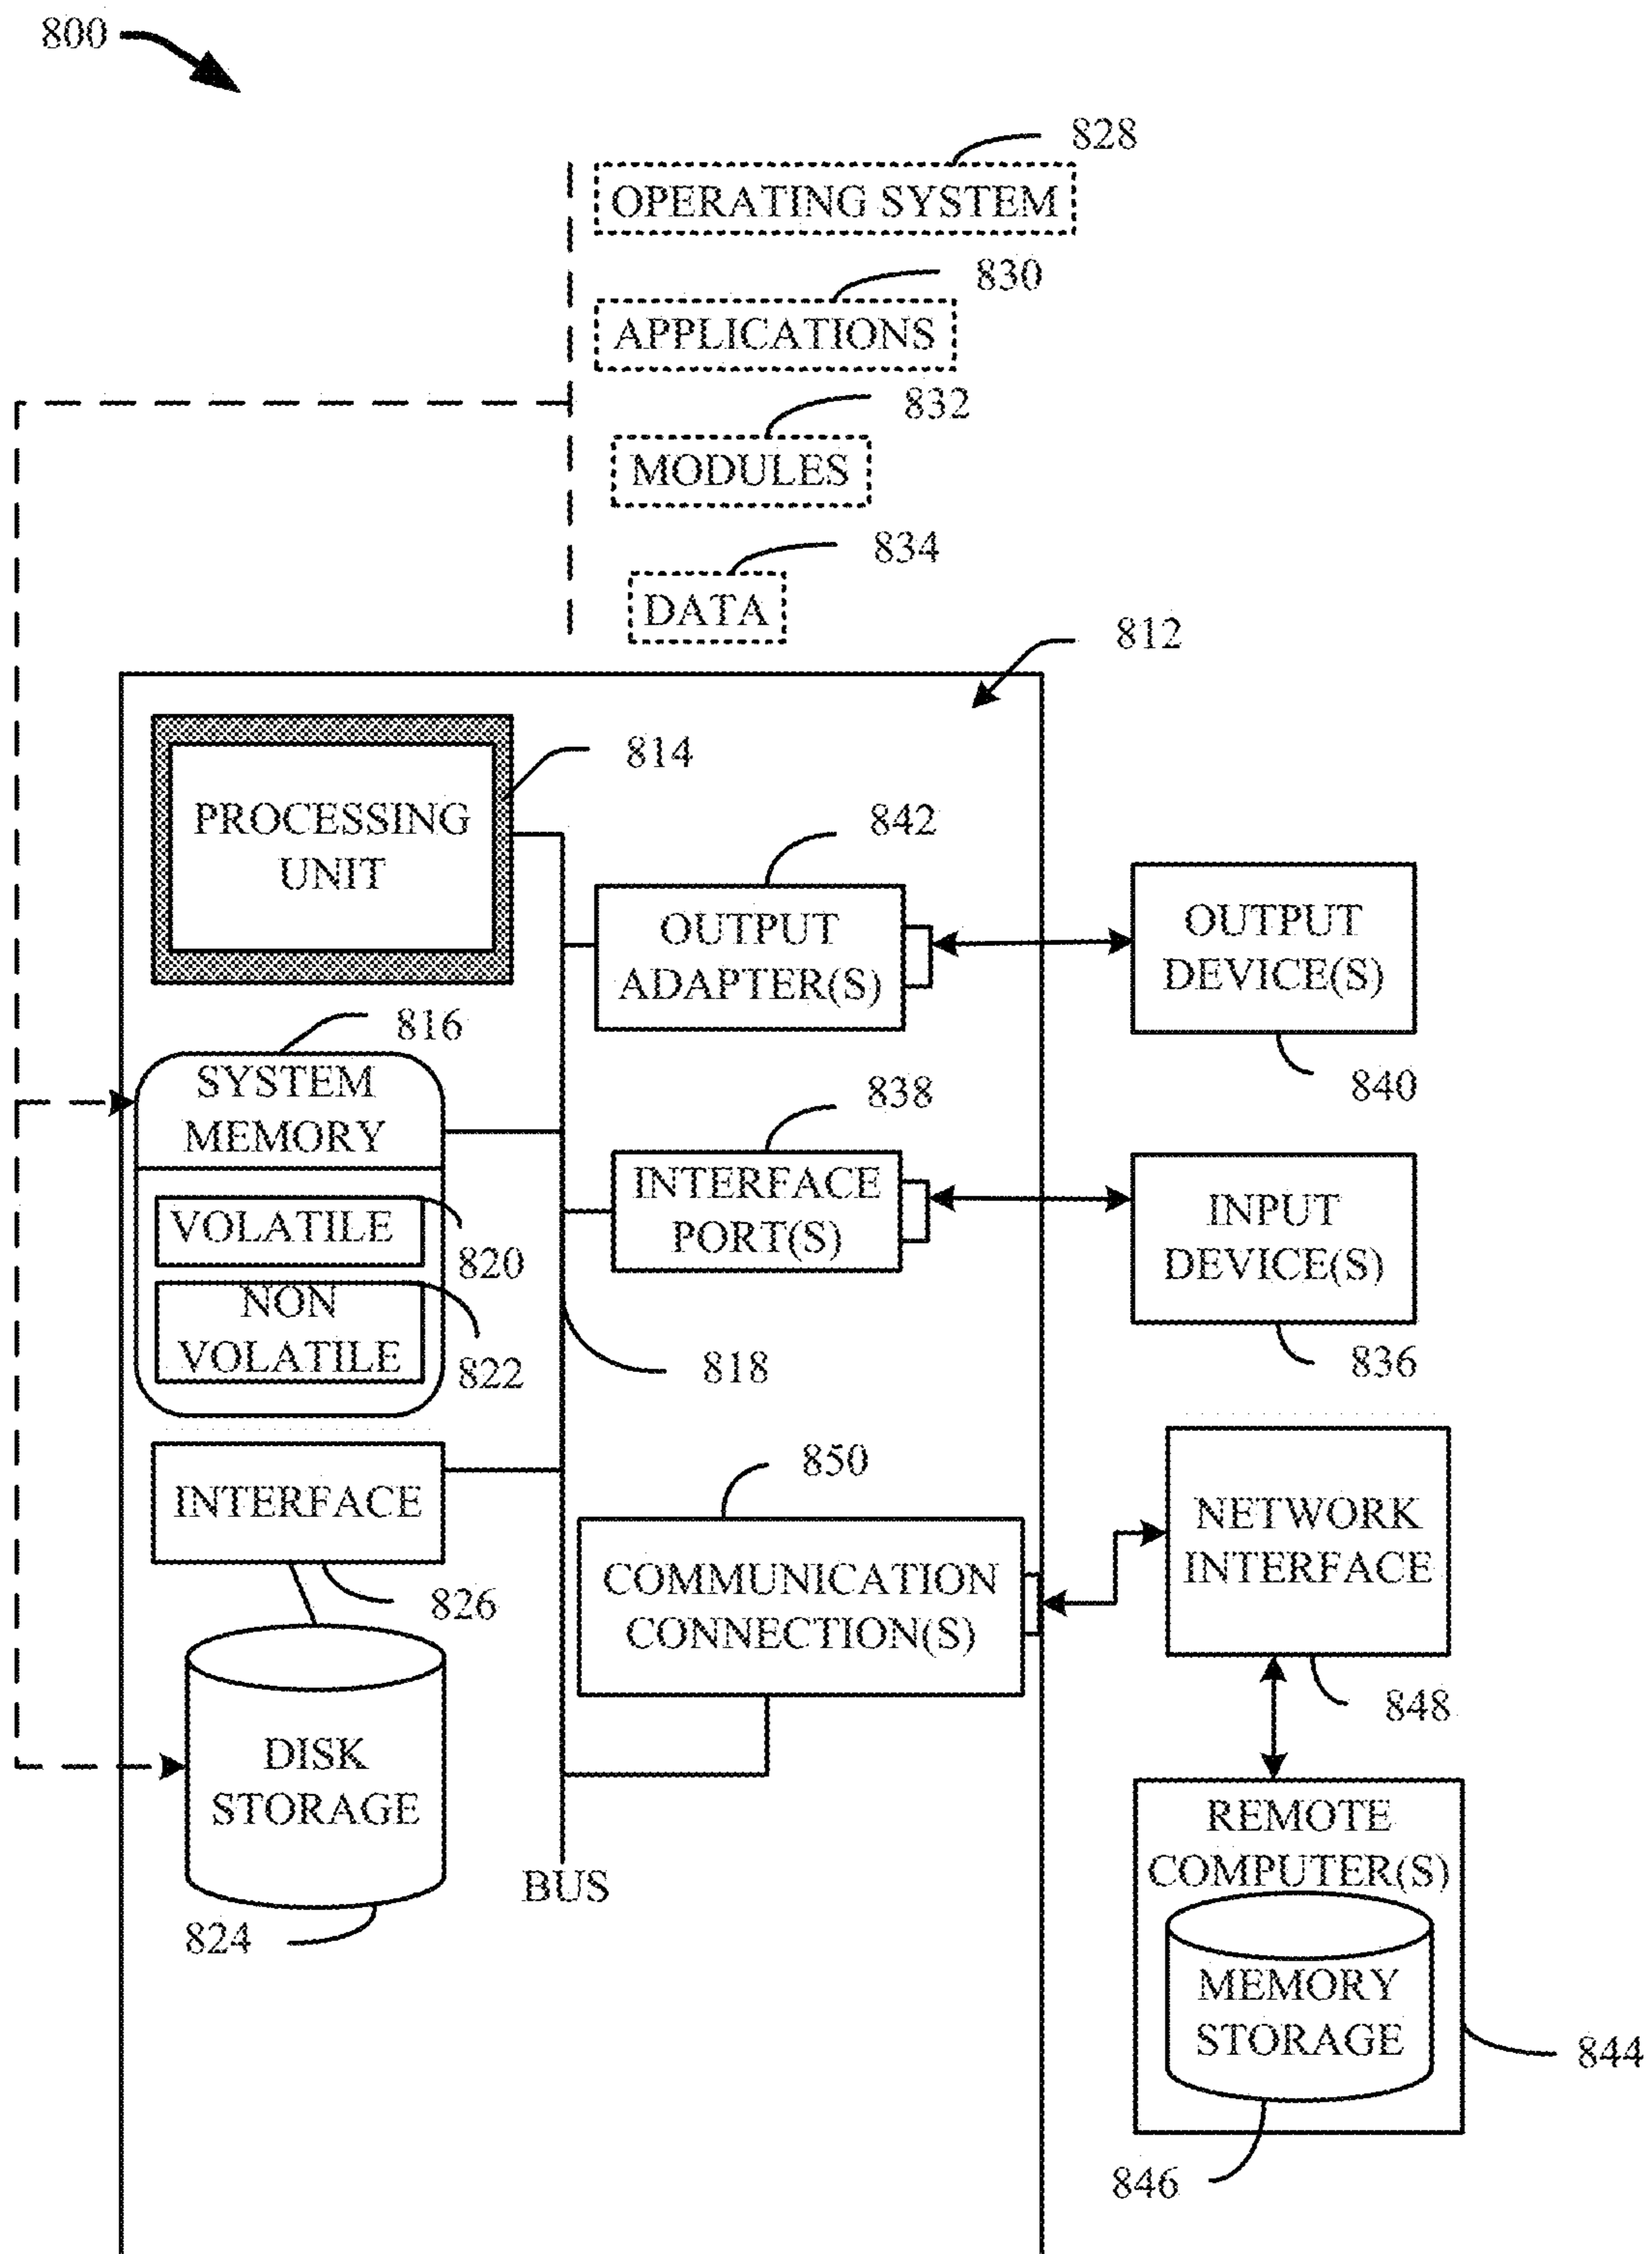 800
828
OPERATING SYSTEM
830
APPLICATIONS
832
MODULES
834
DATA
812
814
PROCESSING
UNIT
842
OUTPUT
ADAPTER(S)
OUTPUT
DEVICE(S)
840
816
SYSTEM
MEMORY
838
INTERFACE
PORT(S)
INPUT
DEVICE(S)
836
VOLATILE
820
NON
VOLATILE
822
818
850
INTERFACE
826
COMMUNICATION
CONNECTION(S)
NETWORK
INTERFACE
848
DISK
STORAGE
824
BUS
REMOTE
COMPUTER(S)
MEMORY
STORAGE
844
846